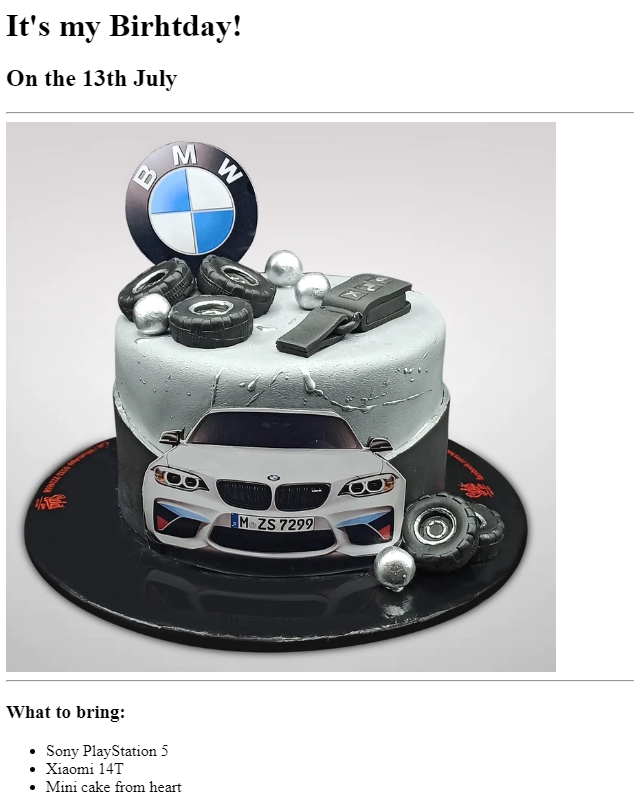 It's my Birhtday!
On the 13th July
BMW
M ZS 7299
What to bring:
Sony PlayStation 5
Xiaomi 14T
Mini cake from heart